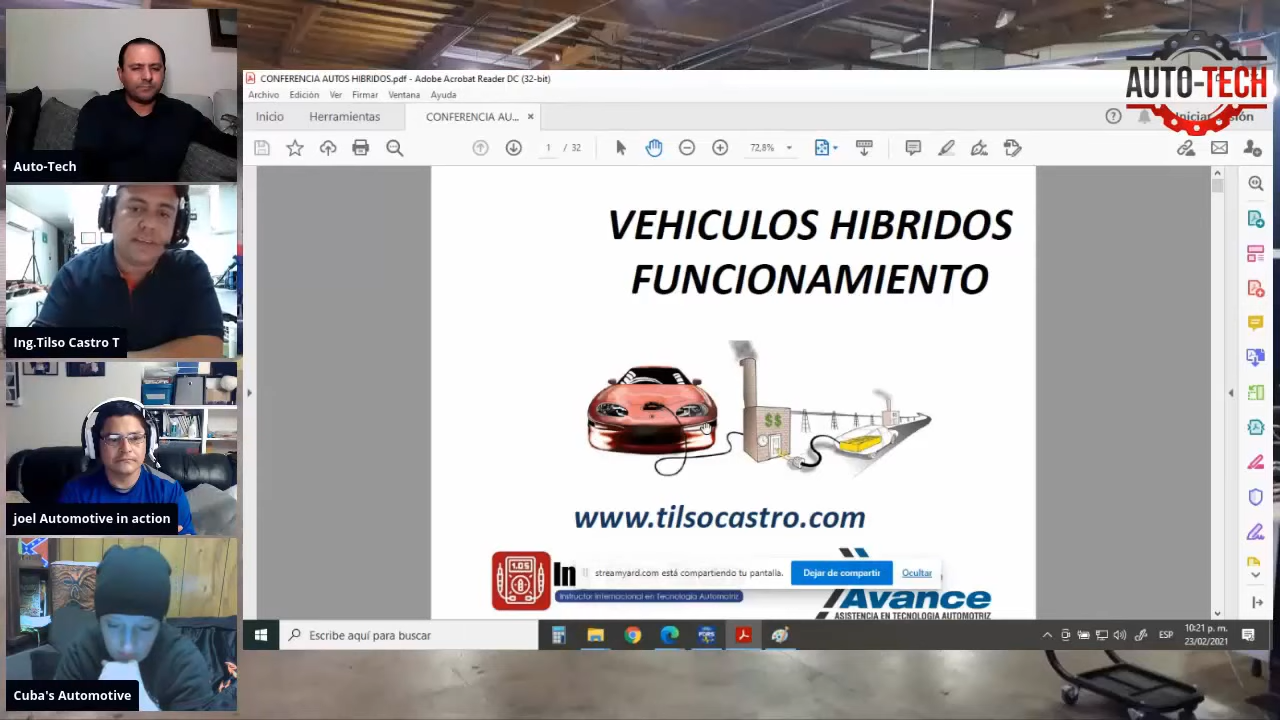 Auto-Tech
Ing.Tilso Castro T
joel Automotive in action
Cuba's Automotive
AUTO-TECH
CONFERENCIA AUTOS HIBRIDOS.pdf - Adobe Acrobat Reader DC (32-bit)
Archivo Edición Ver Firmar Ventana Ayuda
Inicio Herramientas CONFERENCIA AU... ×
1 / 32 72,8%
VEHICULOS HIBRIDOS
FUNCIONAMIENTO
$$
www.tilsocastro.com
1.05
In
streamyard.com está compartiendo tu pantalla. Dejar de compartir Ocultar
Instructor Internacional en Tecnología Automotriz
Avance
ASISTENCIA EN TECNOLOGIA AUTOMOTRIZ
Escribe aquí para buscar
ESP
10:21 p. m.
23/02/2021